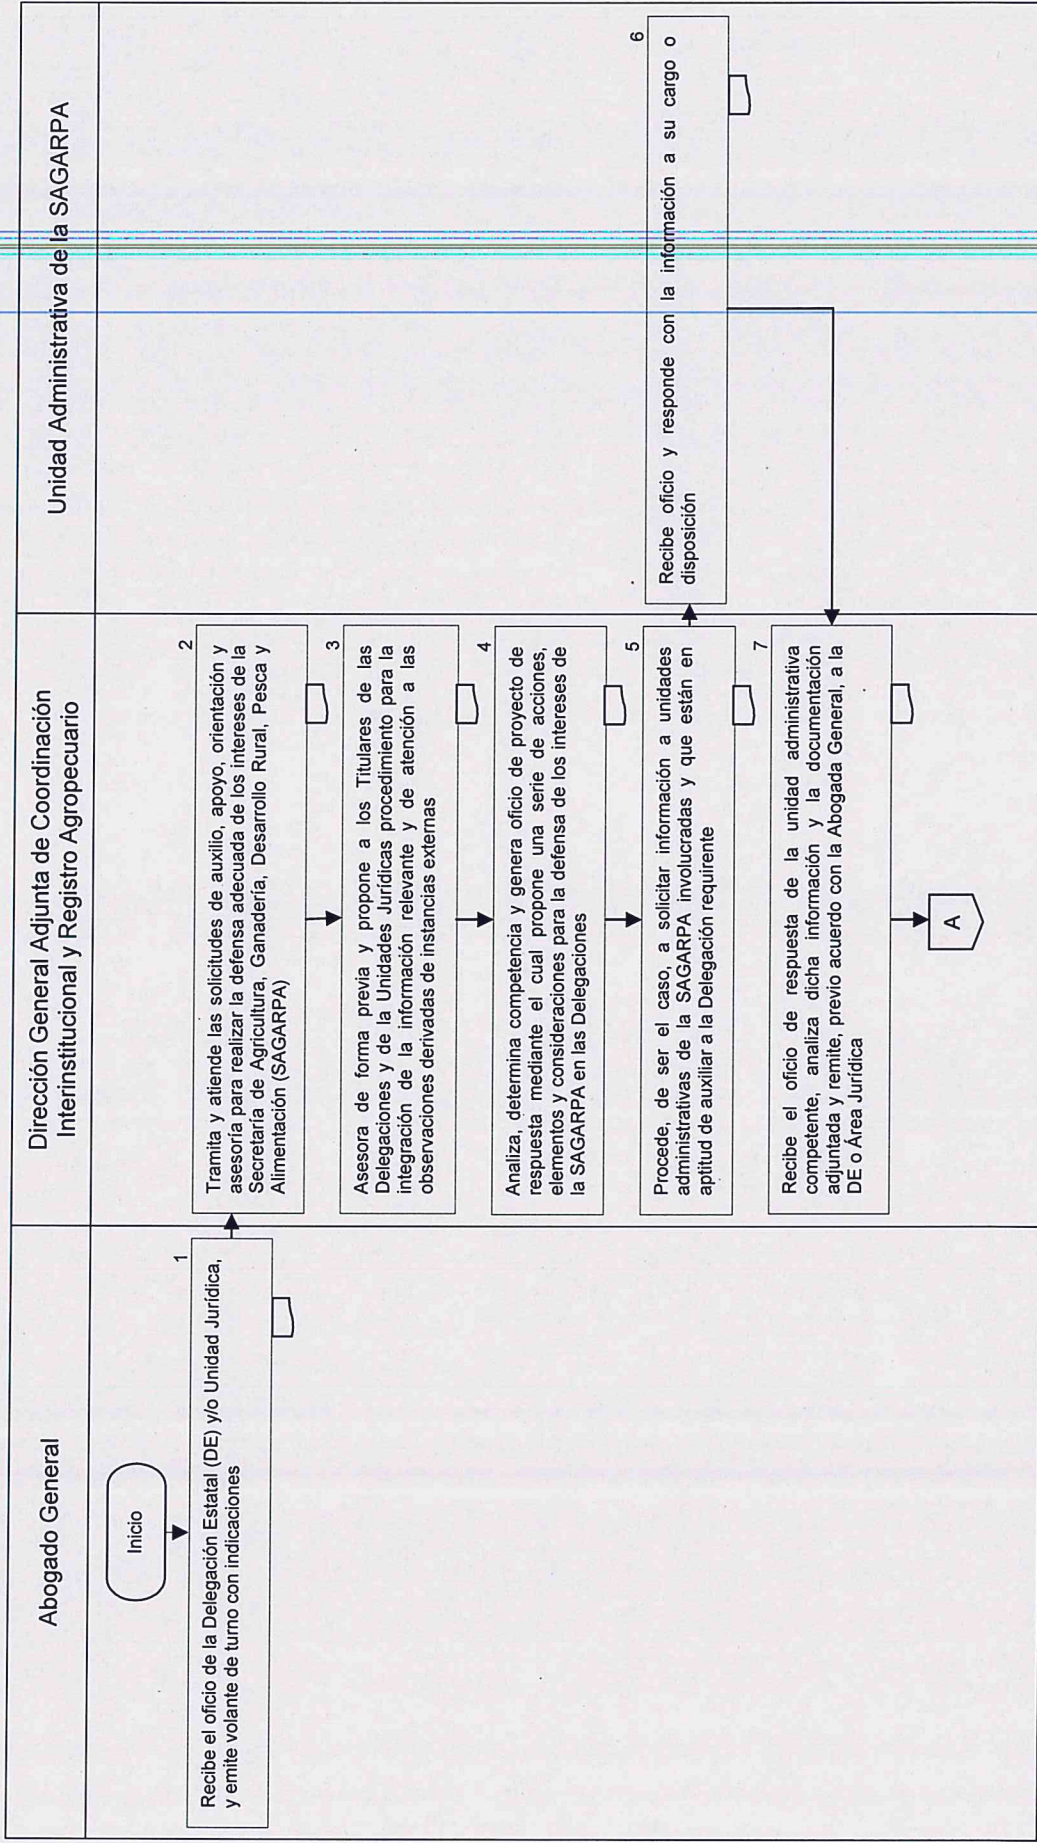 Abogado General
Dirección General Adjunta de Coordinación
Interinstitucional y Registro Agropecuario
Unidad Administrativa de la SAGARPA
Inicio
1
Recibe el oficio de la Delegación Estatal (DE) y/o Unidad Jurídica,
y emite volante de turno con indicaciones
2
Tramita y atiende las solicitudes de auxilio, apoyo, orientación y
asesoría para realizar la defensa adecuada de los intereses de la
Secretaría de Agricultura, Ganadería, Desarrollo Rural, Pesca y
Alimentación (SAGARPA)
3
Asesora de forma previa y propone a los Titulares de las
Delegaciones y de la Unidades Jurídicas procedimiento para la
integración de la información relevante y de atención a las
observaciones derivadas de instancias externas
4
Analiza, determina competencia y genera oficio de proyecto de
respuesta mediante el cual propone una serie de acciones,
elementos y consideraciones para la defensa de los intereses de
la SAGARPA en las Delegaciones
5
Procede, de ser el caso, a solicitar información a unidades
administrativas de la SAGARPA involucradas y que están en
aptitud de auxiliar a la Delegación requirente
6
Recibe oficio y responde con la información a su cargo o
disposición
7
Recibe el oficio de respuesta de la unidad administrativa
competente, analiza dicha información y la documentación
adjuntada y remite, previo acuerdo con la Abogada General, a la
DE o Área Jurídica
A